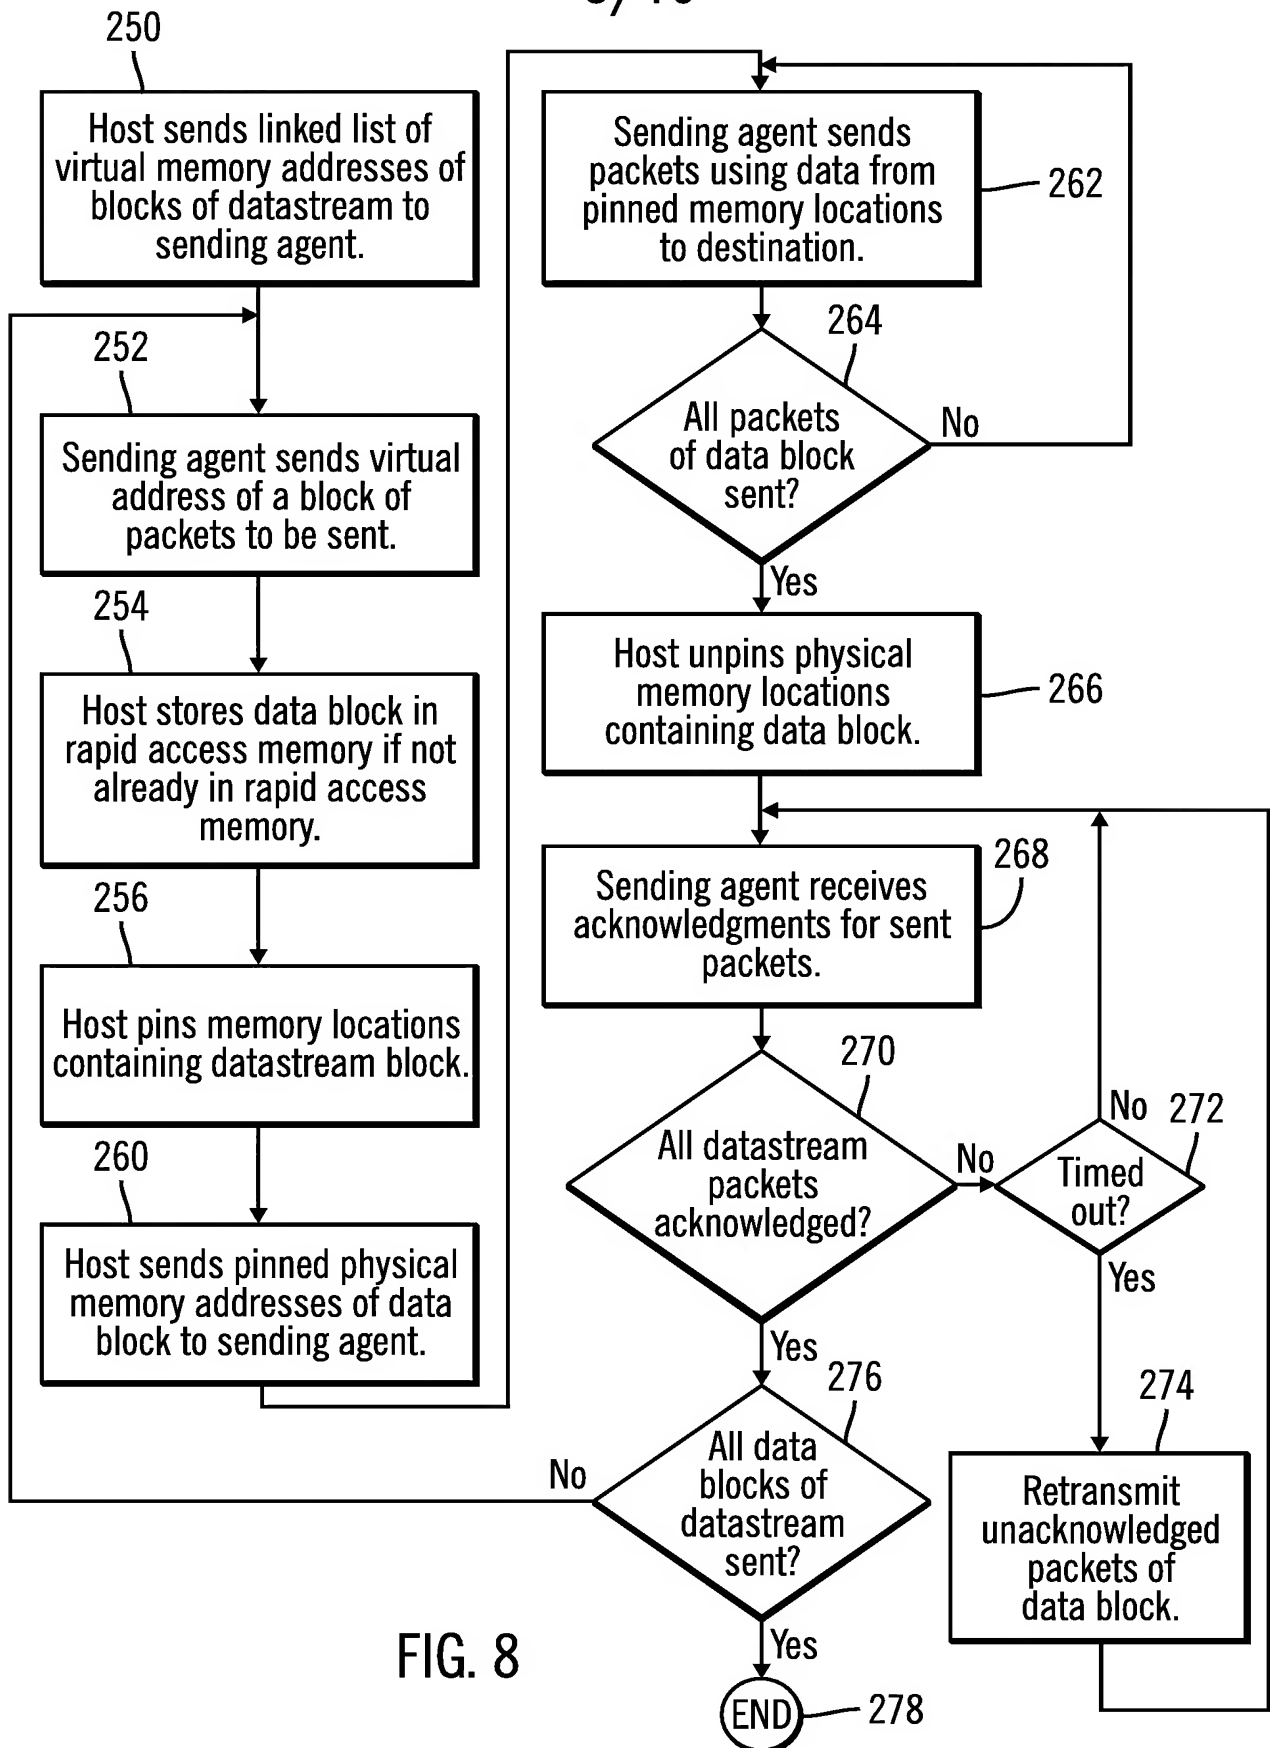 250
Host sends linked list of
virtual memory addresses of
blocks of datastream to
sending agent.
252
Sending agent sends virtual
address of a block of
packets to be sent.
254
Host stores data block in
rapid access memory if not
already in rapid access
memory.
256
Host pins memory locations
containing datastream block.
260
Host sends pinned physical
memory addresses of data
block to sending agent.
Sending agent sends
packets using data from
pinned memory locations
to destination.
262
264
All packets
of data block
sent?
No
Yes
Host unpins physical
memory locations
containing data block.
266
268
Sending agent receives
acknowledgments for sent
packets.
270
All datastream
packets
acknowledged?
No
No
272
Timed
out?
Yes
Yes
276
All data
blocks of
datastream
sent?
No
274
Retransmit
unacknowledged
packets of
data block.
Yes
END
278
FIG. 8